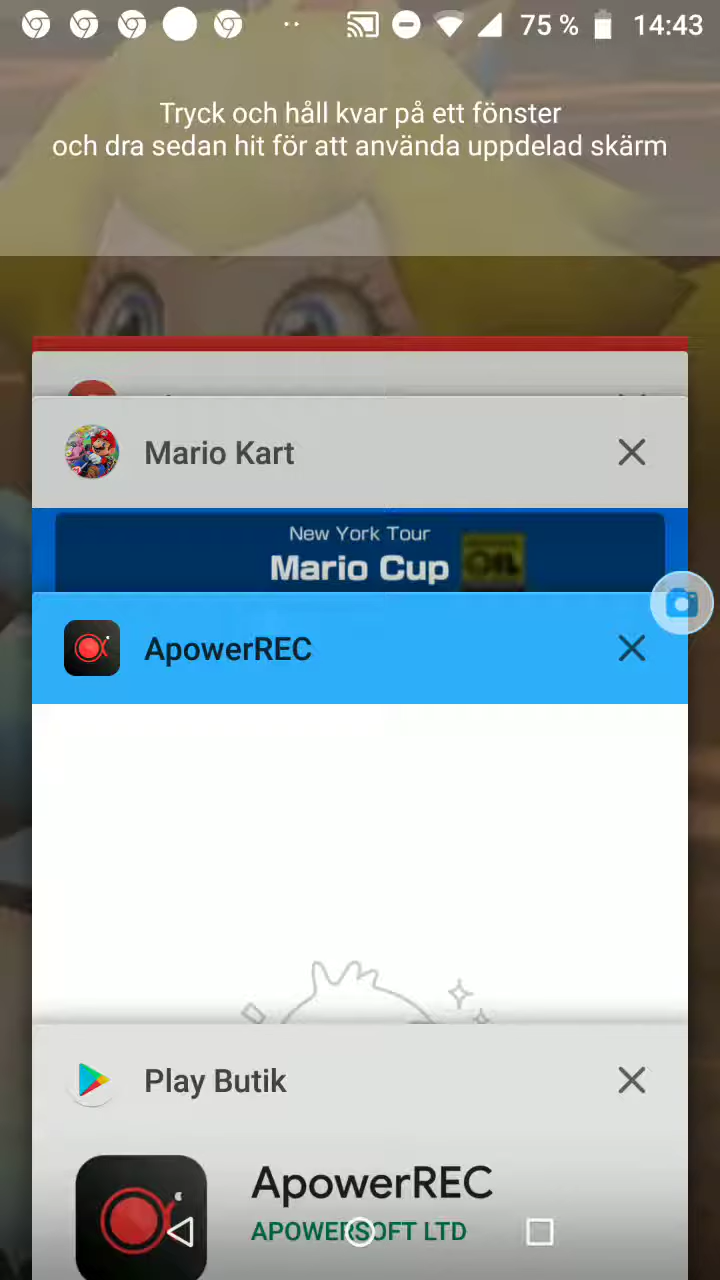 75 % 14:43
Tryck och håll kvar på ett fönster
och dra sedan hit för att använda uppdelad skärm
Mario Kart
New York Tour
Mario Cup
OIL
ApowerREC
Play Butik
ApowerREC
APOWERSOFT LTD